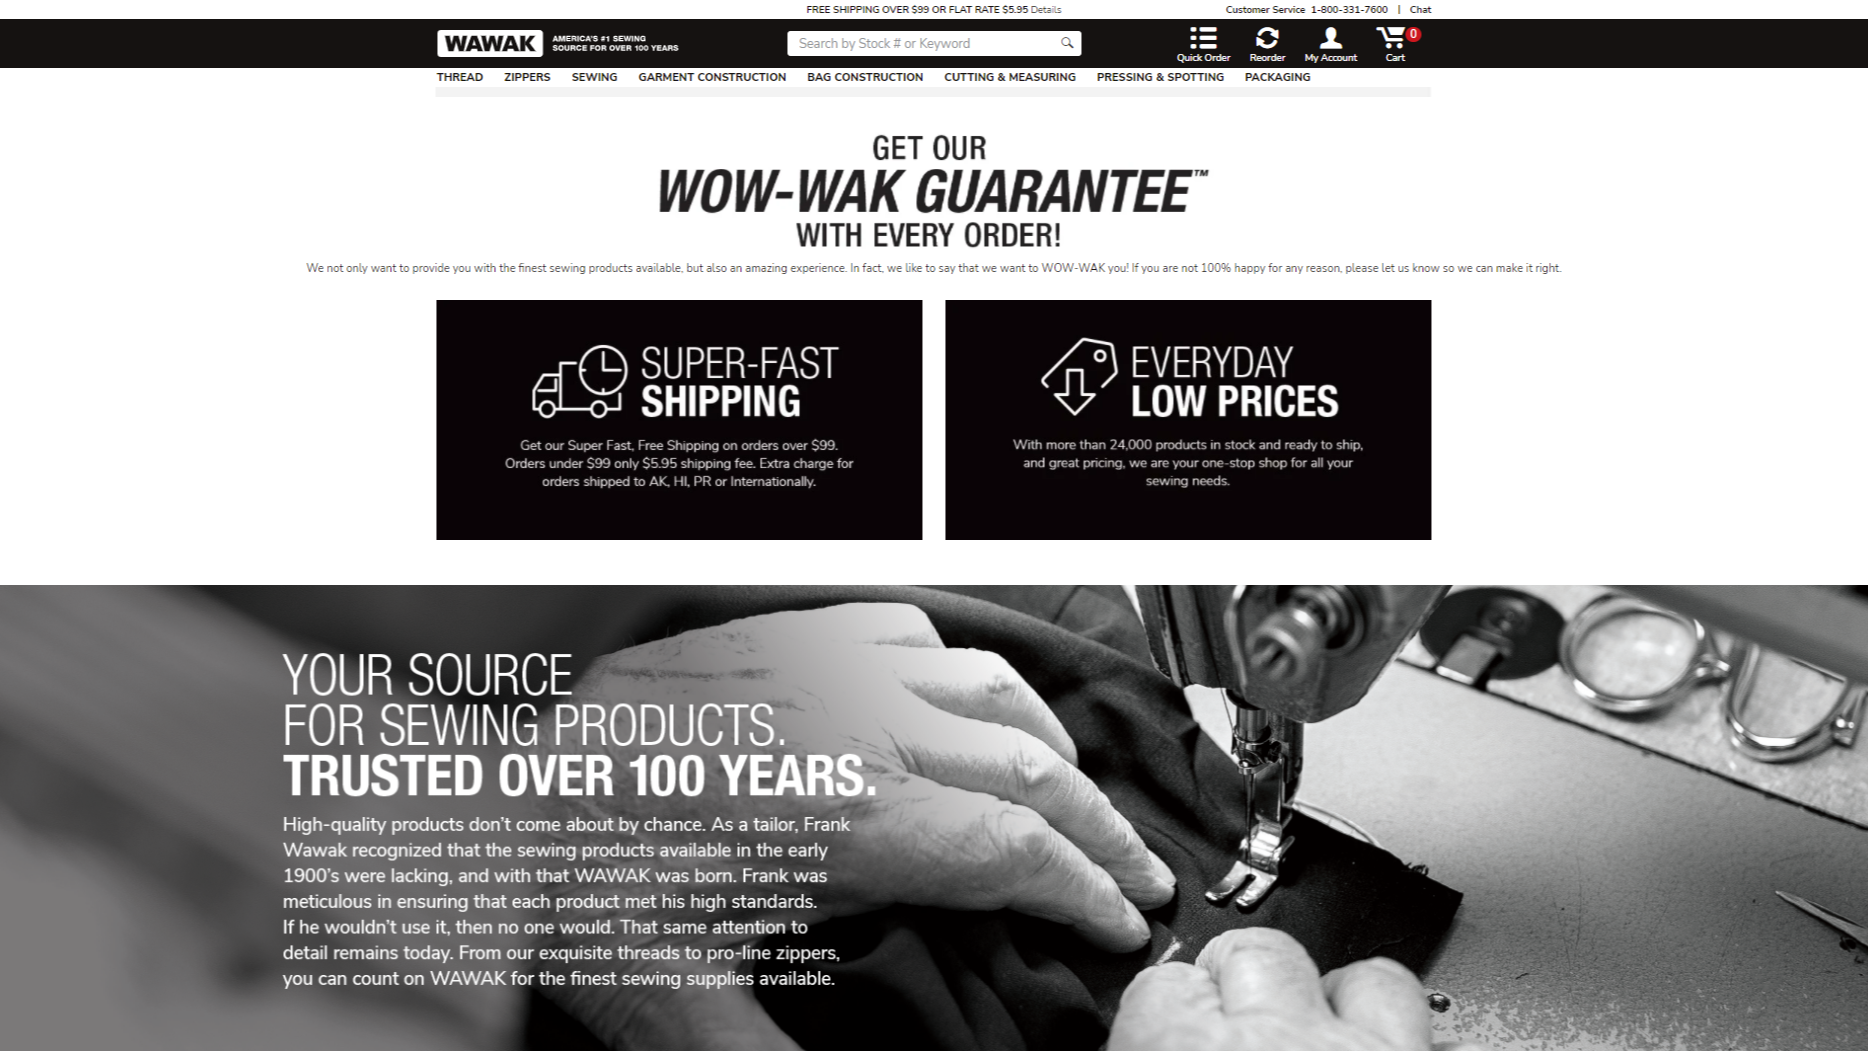 FREE SHIPPING OVER $99 OR FLAT RATE $5.95 Details
Customer Service 1-800-331-7600 | Chat
WAWAK
AMERICA'S #1 SEWING
SOURCE FOR OVER 100 YEARS
Search by Stock # or Keyword
Quick Order
Reorder
My Account
0
Cart
THREAD ZIPPERS SEWING GARMENT CONSTRUCTION BAG CONSTRUCTION CUTTING & MEASURING PRESSING & SPOTTING PACKAGING
GET OUR
WOW-WAK GUARANTEE™
WITH EVERY ORDER!
We not only want to provide you with the finest sewing products available, but also an amazing experience. In fact, we like to say that we want to WOW-WAK you! If you are not 100% happy for any reason, please let us know so we can make it right.
SUPER-FAST
SHIPPING
Get our Super Fast, Free Shipping on orders over $99.
Orders under $99 only $5.95 shipping fee. Extra charge for
orders shipped to AK, HI, PR or Internationally.
EVERYDAY
LOW PRICES
With more than 24,000 products in stock and ready to ship,
and great pricing, we are your one-stop shop for all your
sewing needs.
YOUR SOURCE
FOR SEWING PRODUCTS.
TRUSTED OVER 100 YEARS.
High-quality products don't come about by chance. As a tailor, Frank
Wawak recognized that the sewing products available in the early
1900's were lacking, and with that WAWAK was born. Frank was
meticulous in ensuring that each product met his high standards.
If he wouldn't use it, then no one would. That same attention to
detail remains today. From our exquisite threads to pro-line zippers,
you can count on WAWAK for the finest sewing supplies available.